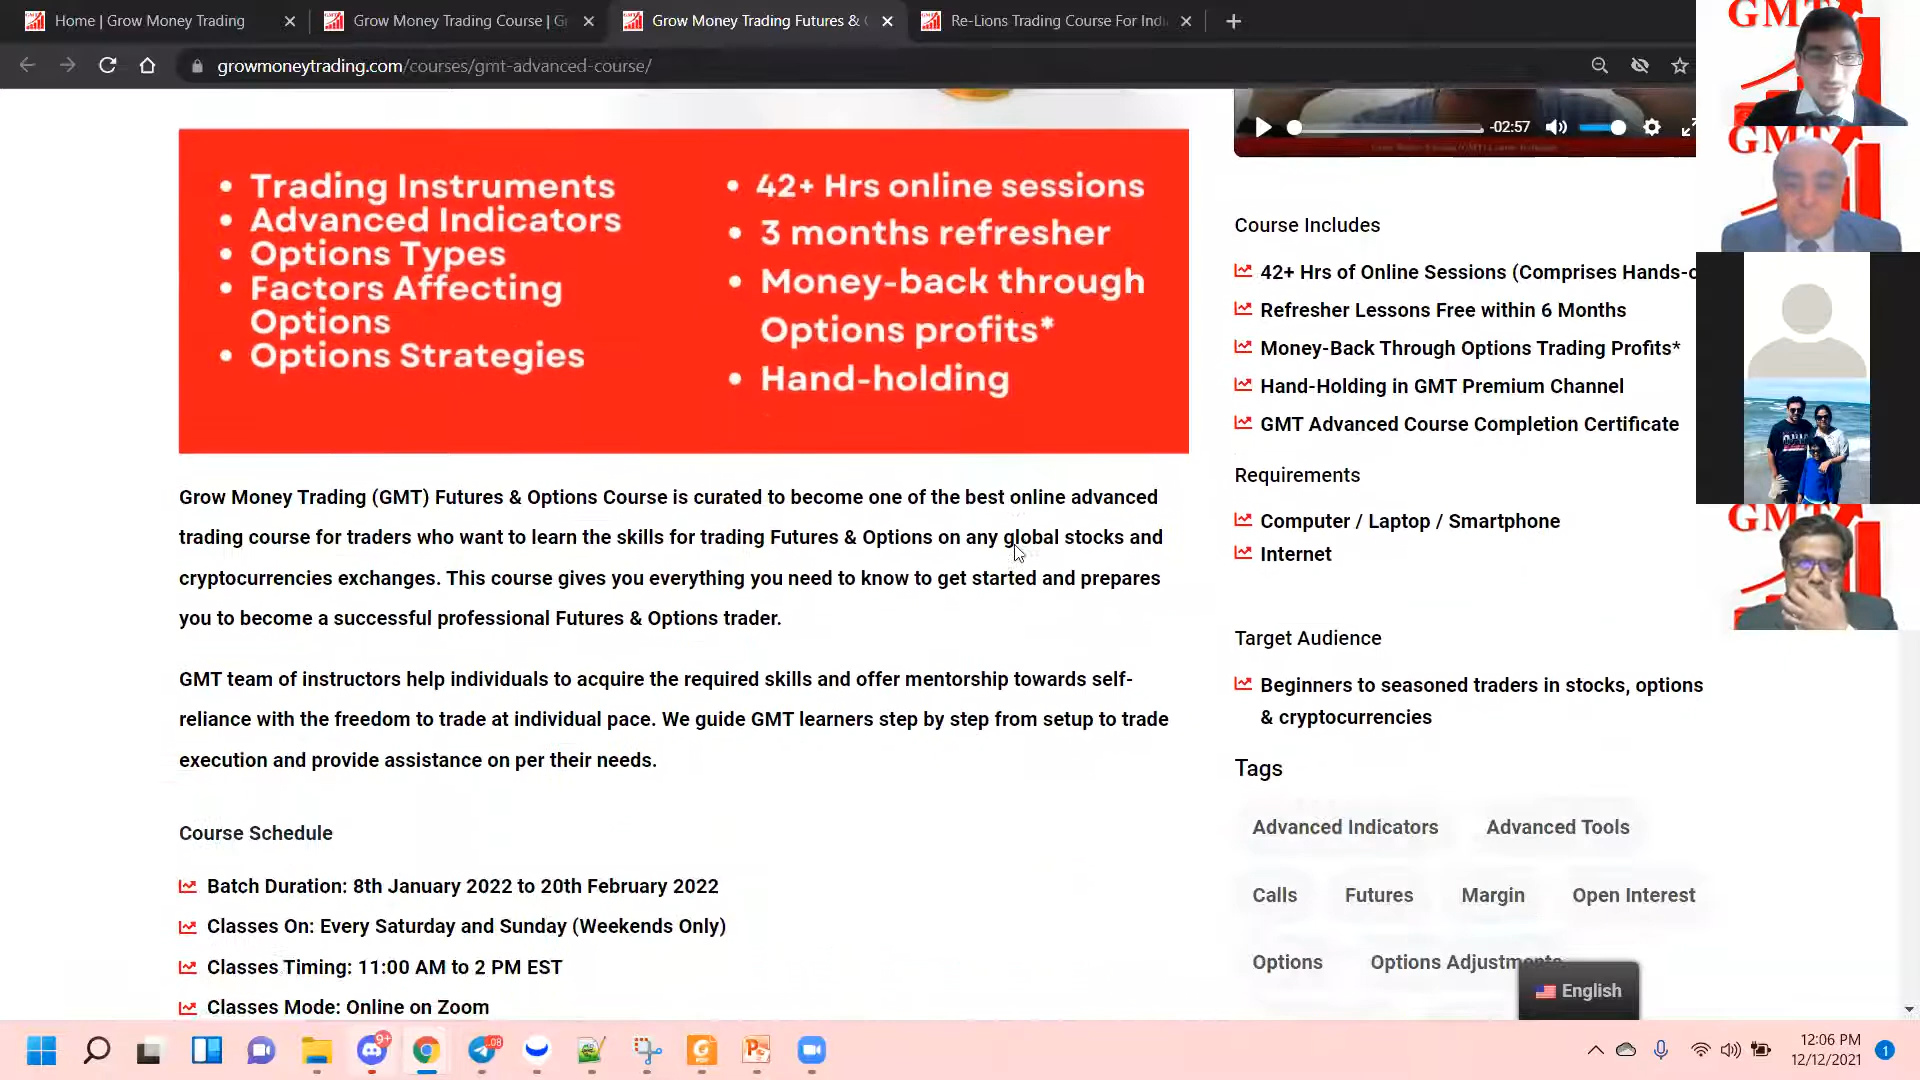 Home | Grow Money Trading
Grow Money Trading Course | G
Grow Money Trading Futures &
Re-Lions Trading Course For Ind
growmoneytrading.com/courses/gmt-advanced-course/
• Trading Instruments
• Advanced Indicators
• Options Types
• Factors Affecting
Options
• Options Strategies
• 42+ Hrs online sessions
• 3 months refresher
• Money-back through
Options profits*
• Hand-holding
Grow Money Trading (GMT) Futures & Options Course is curated to become one of the best online advanced
trading course for traders who want to learn the skills for trading Futures & Options on any global stocks and
cryptocurrencies exchanges. This course gives you everything you need to know to get started and prepares
you to become a successful professional Futures & Options trader.
GMT team of instructors help individuals to acquire the required skills and offer mentorship towards self-
reliance with the freedom to trade at individual pace. We guide GMT learners step by step from setup to trade
execution and provide assistance on per their needs.
Course Schedule
Batch Duration: 8th January 2022 to 20th February 2022
Classes On: Every Saturday and Sunday (Weekends Only)
Classes Timing: 11:00 AM to 2 PM EST
Classes Mode: Online on Zoom
-02:57
Course Includes
42+ Hrs of Online Sessions (Comprises Hands-o
Refresher Lessons Free within 6 Months
Money-Back Through Options Trading Profits*
Hand-Holding in GMT Premium Channel
GMT Advanced Course Completion Certificate
Requirements
Computer / Laptop / Smartphone
Internet
Target Audience
Beginners to seasoned traders in stocks, options
& cryptocurrencies
Tags
Advanced Indicators
Advanced Tools
Calls
Futures
Margin
Open Interest
Options
Options Adjustments
English
GMT
GMT
GMT
9+
12:06 PM
12/12/2021
1